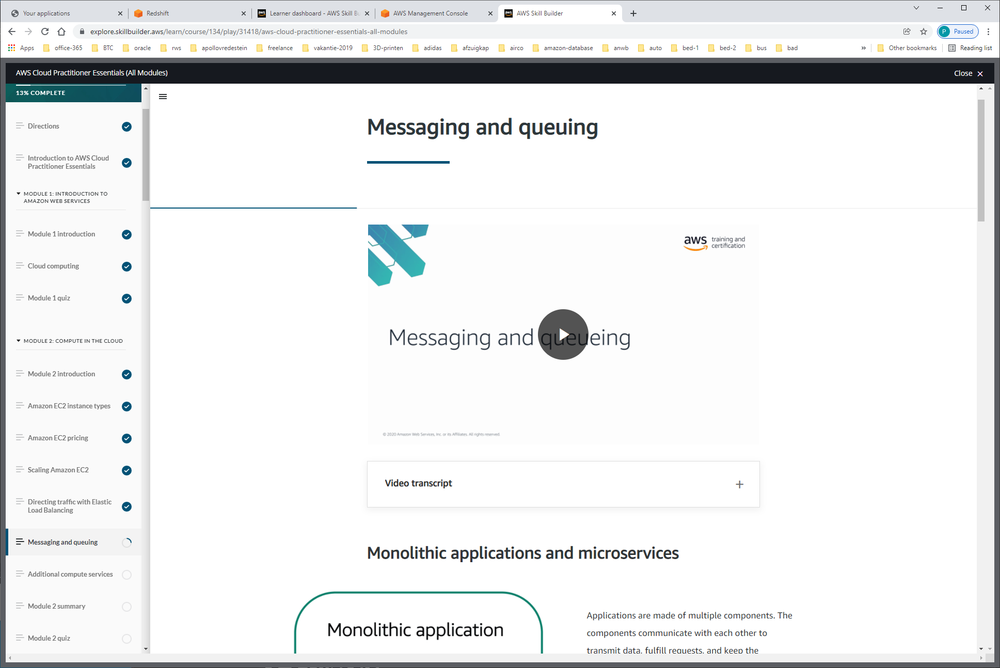 Your applications
Redshift
Learner dashboard - AWS Skill Bu
AWS Management Console
AWS Skill Builder
explore.skillbuilder.aws/learn/course/134/play/31418/aws-cloud-practitioner-essentials-all-modules
P Paused
Apps office-365 BTC oracle rws apollovredestein freelance vakantie-2019 3D-printen adidas afzuigkap airco amazon-database anwb auto bed-1 bed-2 bus bad » Other bookmarks Reading list
AWS Cloud Practitioner Essentials (All Modules)
Close
13% COMPLETE
Directions
Introduction to AWS Cloud
Practitioner Essentials
MODULE 1: INTRODUCTION TO
AMAZON WEB SERVICES
Module 1 introduction
Cloud computing
Module 1 quiz
MODULE 2: COMPUTE IN THE CLOUD
Module 2 introduction
Amazon EC2 instance types
Amazon EC2 pricing
Scaling Amazon EC2
Directing traffic with Elastic
Load Balancing
Messaging and queuing
Additional compute services
Module 2 summary
Module 2 quiz
Messaging and queuing
aws training and
certification
Messaging and queueing
© 2020 Amazon Web Services, Inc. or its Affiliates. All rights reserved.
Video transcript
Monolithic applications and microservices
Monolithic application
Applications are made of multiple components. The
components communicate with each other to
transmit data, fulfill requests, and keep the